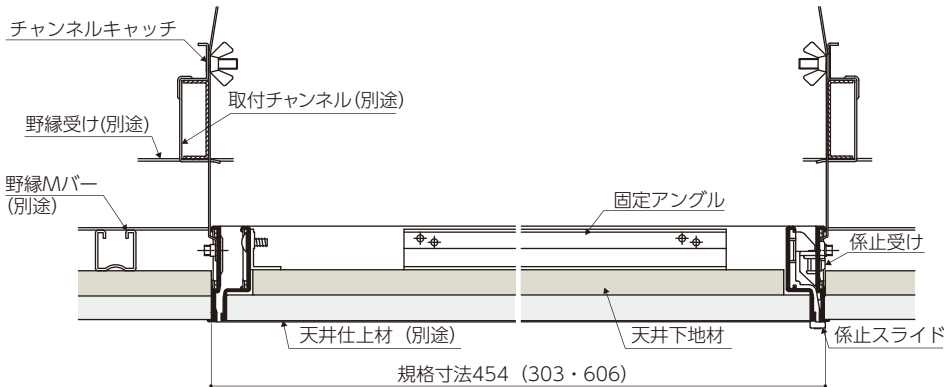 チャンネルキャッチ
取付チャンネル(別途)
野縁受け(別途)
野縁Mバー
(別途)
固定アングル
係止受け
天井仕上材(別途)
天井下地材
係止スライド
規格寸法454(303・606)